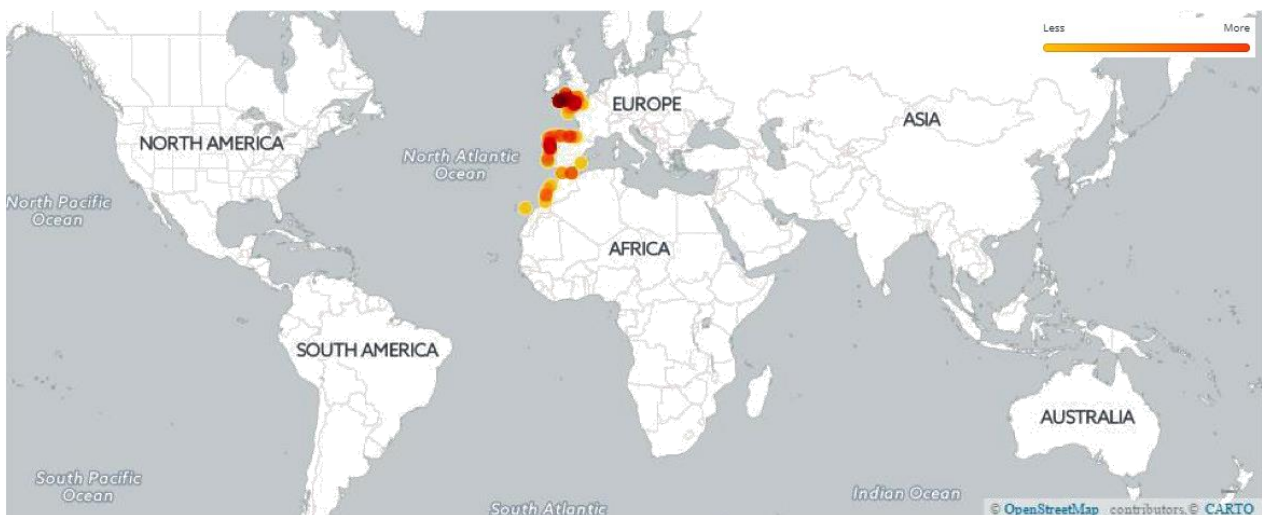 Less More
EUROPE
ASIA
NORTH AMERICA
North Atlantic
Ocean
North Pacific
Ocean
AFRICA
SOUTH AMERICA
AUSTRALIA
South Pacific
Ocean
Indian Ocean
South Atlantic
© OpenStreetMap contributors, © CARTO